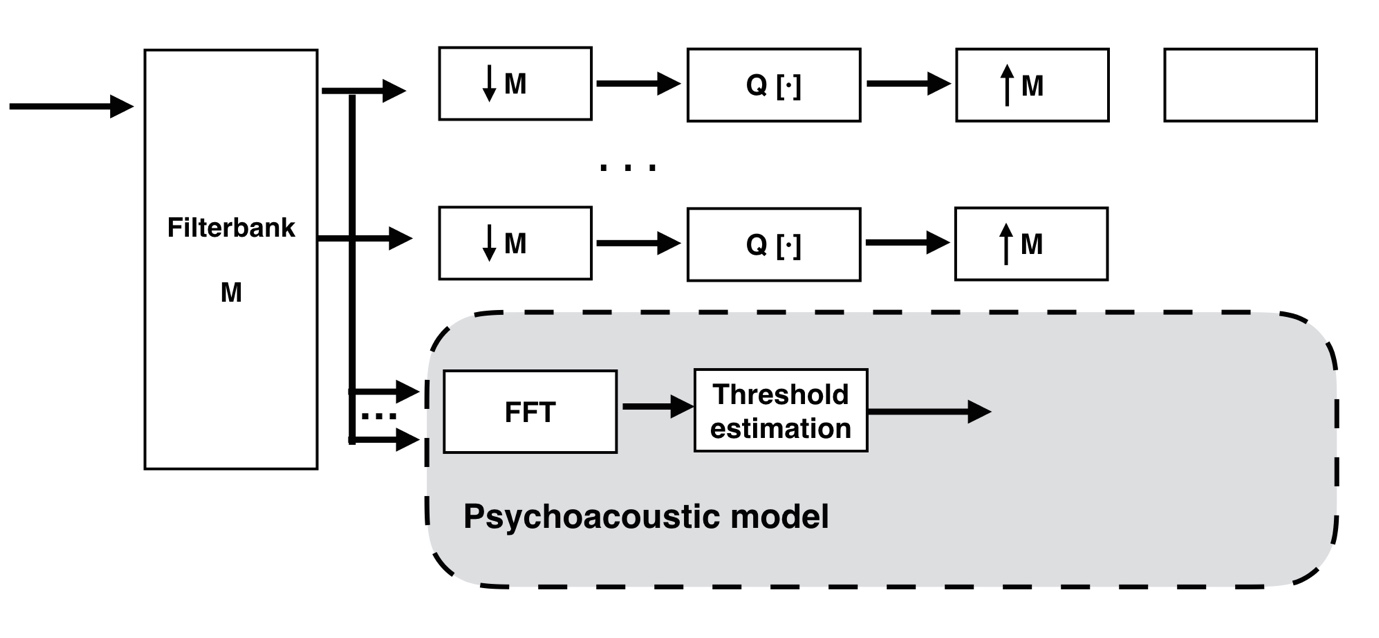 ↓ M
Q [·]
↑ M
. . .
Filterbank
M
↓ M
Q [·]
↑ M
...
FFT
Threshold
estimation
Psychoacoustic model